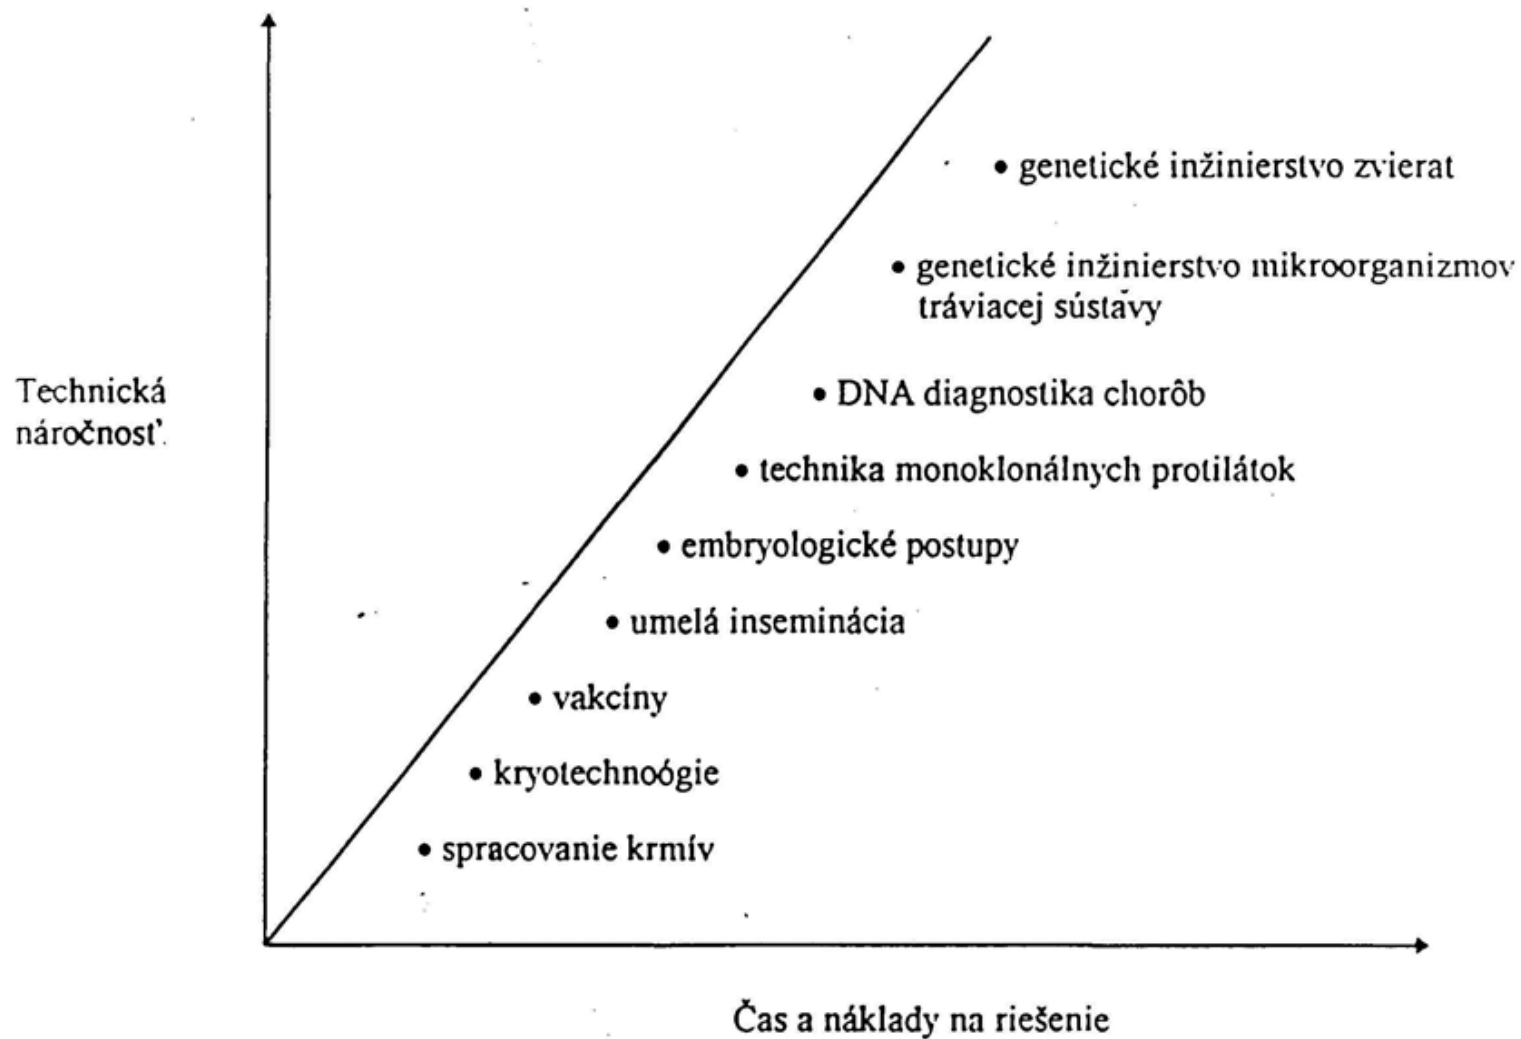 genetické inžinierstvo zvierat
genetické inžinierstvo mikroorganizmov
tráviacej sústavy
Technická
náročnosť
DNA diagnostika chorôb
technika monoklonálnych protilátok
embryologické postupy
umelá inseminácia
vakcíny
kryotechnoógie
spracovanie krmív
Čas a náklady na riešenie